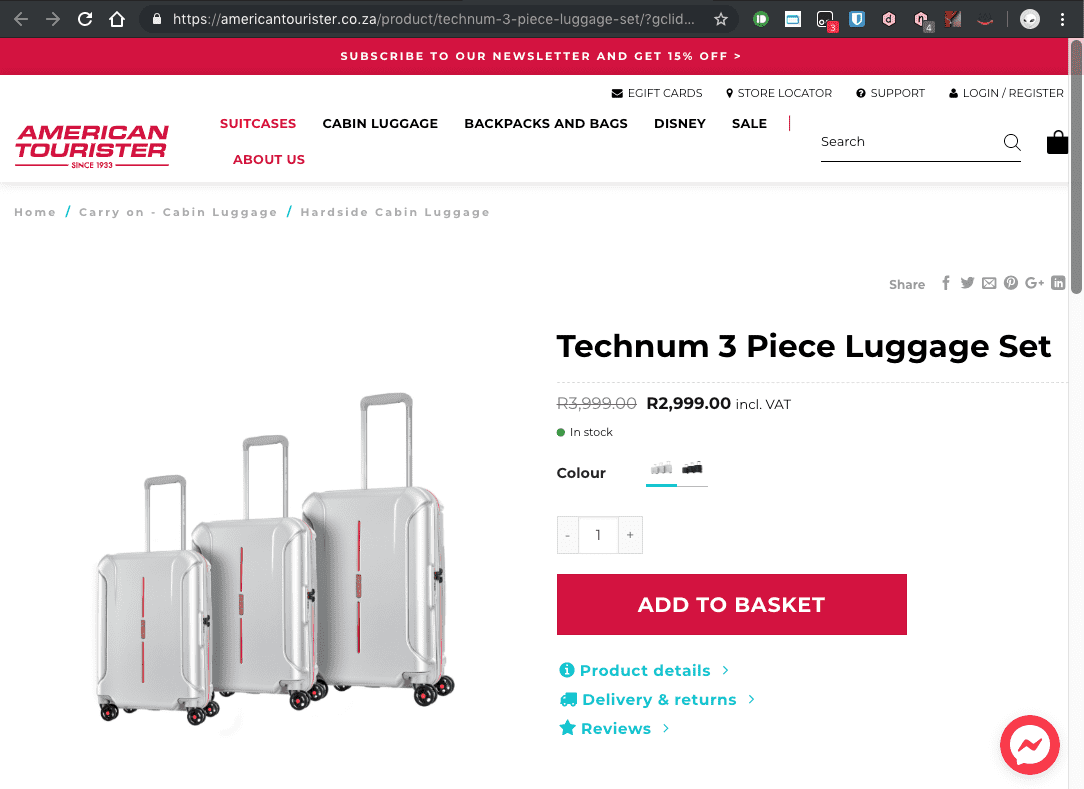 https://americantourister.co.za/product/technum-3-piece-luggage-set/?gclid...
3
4
SUBSCRIBE TO OUR NEWSLETTER AND GET 15% OFF >
EGIFT CARDS STORE LOCATOR SUPPORT LOGIN / REGISTER
AMERICAN
TOURISTER
SINCE 1933
SUITCASES CABIN LUGGAGE BACKPACKS AND BAGS DISNEY SALE
ABOUT US
Search
Home / Carry on - Cabin Luggage / Hardside Cabin Luggage
Share
Technum 3 Piece Luggage Set
R3,999.00 R2,999.00 incl. VAT
In stock
Colour
- 1 +
ADD TO BASKET
Product details >
Delivery & returns >
Reviews >